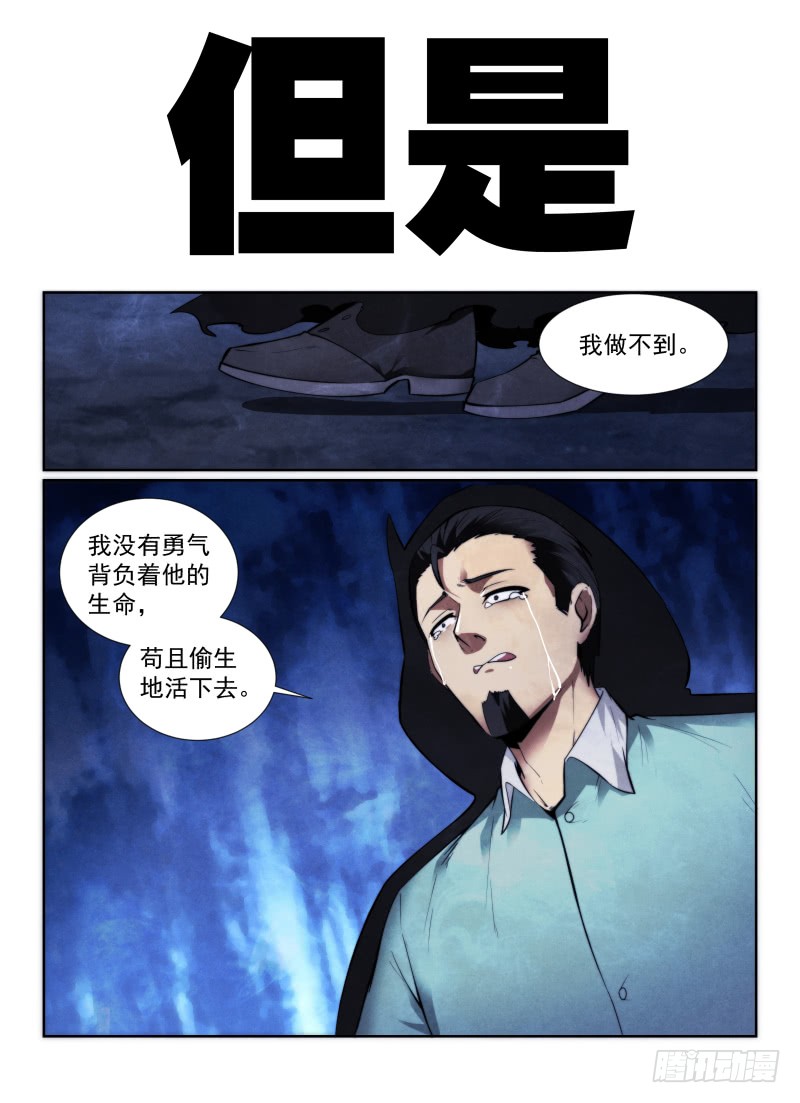 但是
我做不到。
我没有勇气
背负着他的
生命，
苟且偷生
地活下去。
腾讯动漫